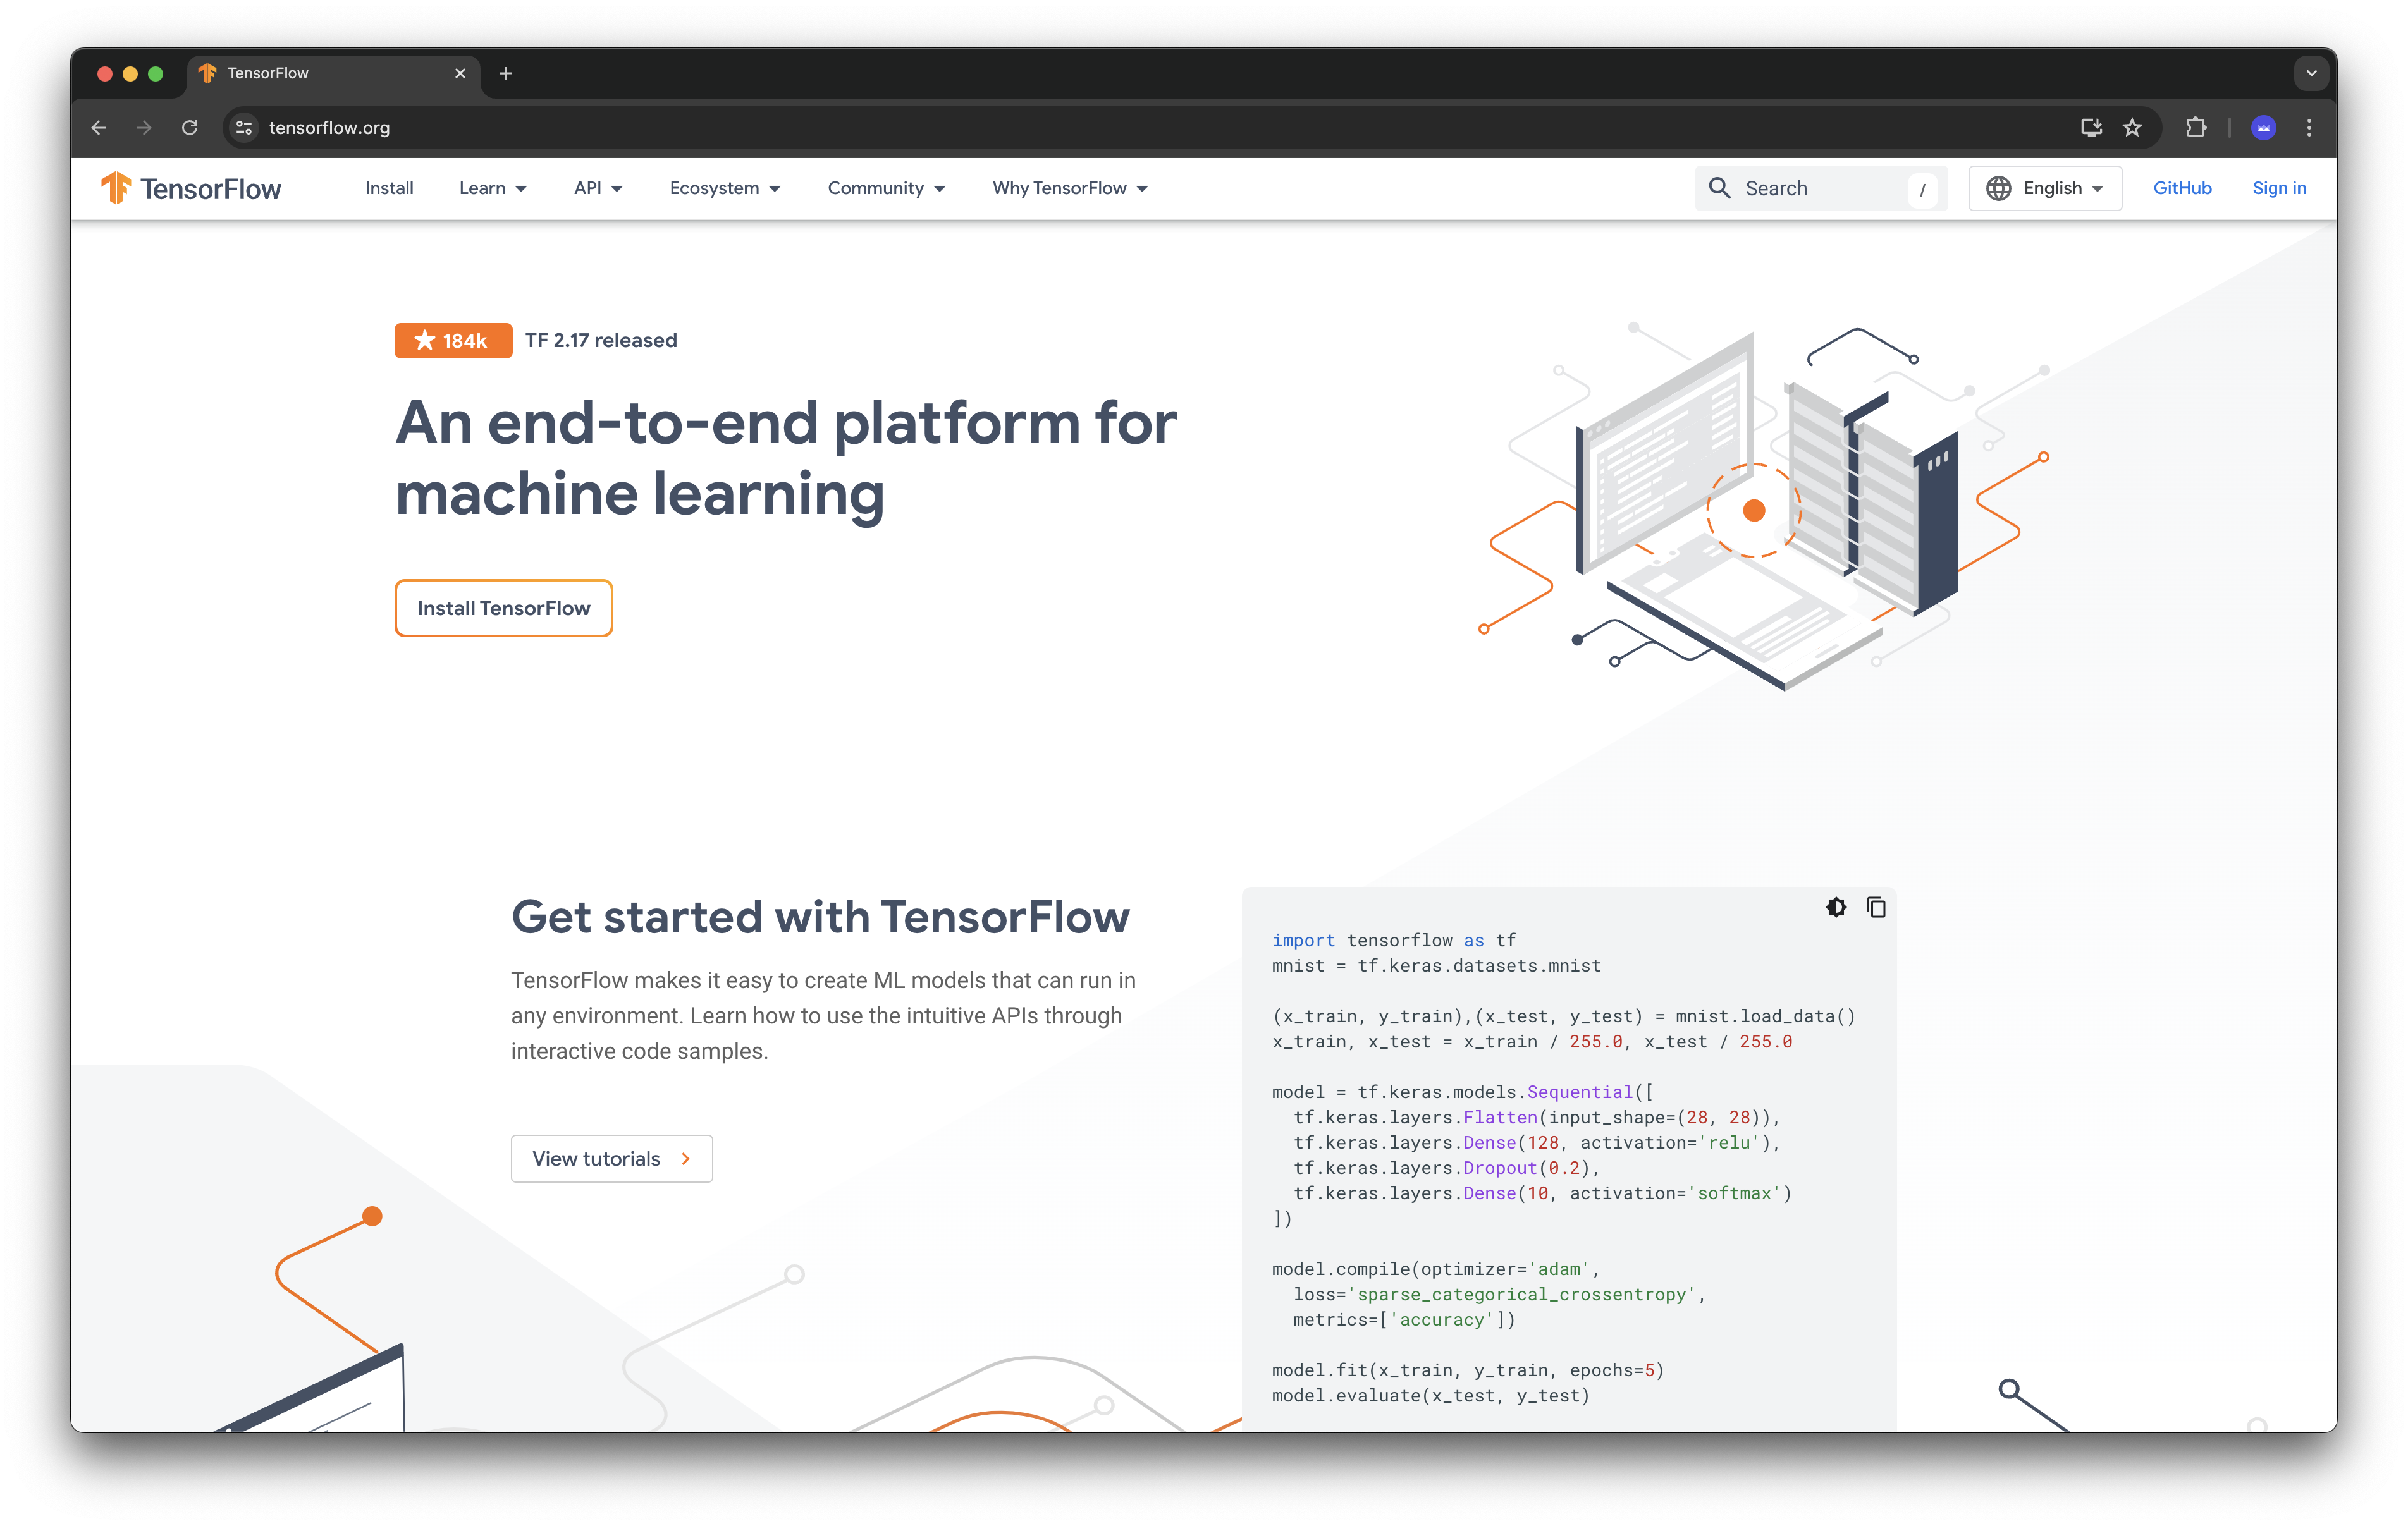 TensorFlow
tensorflow.org
TensorFlow
Install
Learn
API
Ecosystem
Community
Why TensorFlow
Search
/
English
GitHub
Sign in
184k
TF 2.17 released
An end-to-end platform for
machine learning
Install TensorFlow
Get started with TensorFlow
TensorFlow makes it easy to create ML models that can run in
any environment. Learn how to use the intuitive APIs through
interactive code samples.
View tutorials
import tensorflow as tf
mnist = tf.keras.datasets.mnist

(x_train, y_train),(x_test, y_test) = mnist.load_data()
x_train, x_test = x_train / 255.0, x_test / 255.0

model = tf.keras.models.Sequential([
  tf.keras.layers.Flatten(input_shape=(28, 28)),
  tf.keras.layers.Dense(128, activation='relu'),
  tf.keras.layers.Dropout(0.2),
  tf.keras.layers.Dense(10, activation='softmax')
])

model.compile(optimizer='adam',
  loss='sparse_categorical_crossentropy',
  metrics=['accuracy'])

model.fit(x_train, y_train, epochs=5)
model.evaluate(x_test, y_test)